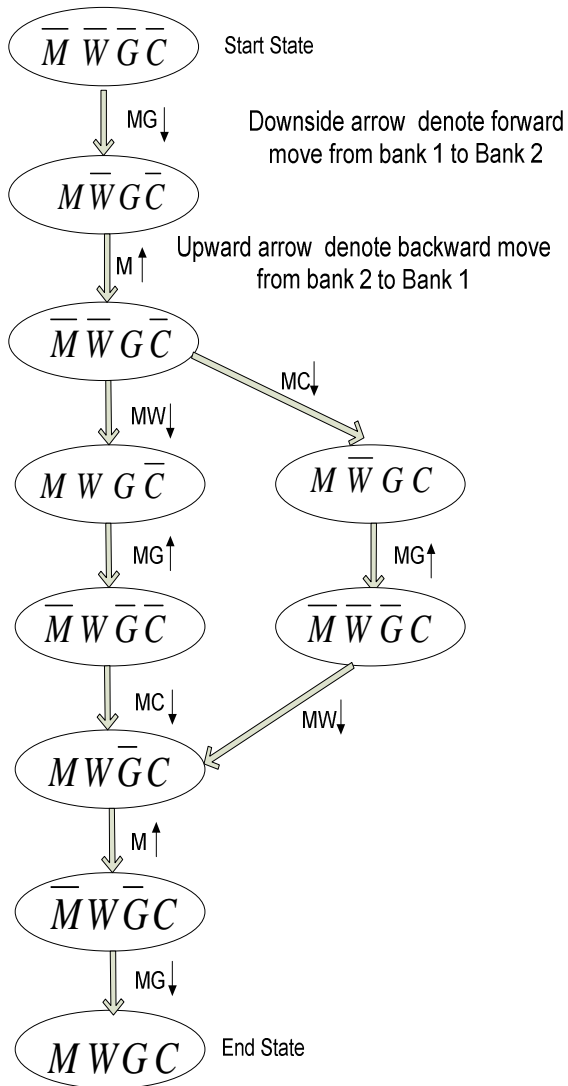 M̅ W̅ G̅ C̅ Start State
MG↓
Downside arrow denote forward
move from bank 1 to Bank 2
M W̅ G C̅
M↑
Upward arrow denote backward move
from bank 2 to Bank 1
M̅ W̅ G C̅
MC↓
MW↓
M W G C̅
M W̅ G C
MG↑
MG↑
M̅ W G̅ C̅
M̅ W̅ G̅ C
MC↓
MW↓
M W G̅ C
M↑
M̅ W G̅ C
MG↓
M W G C End State